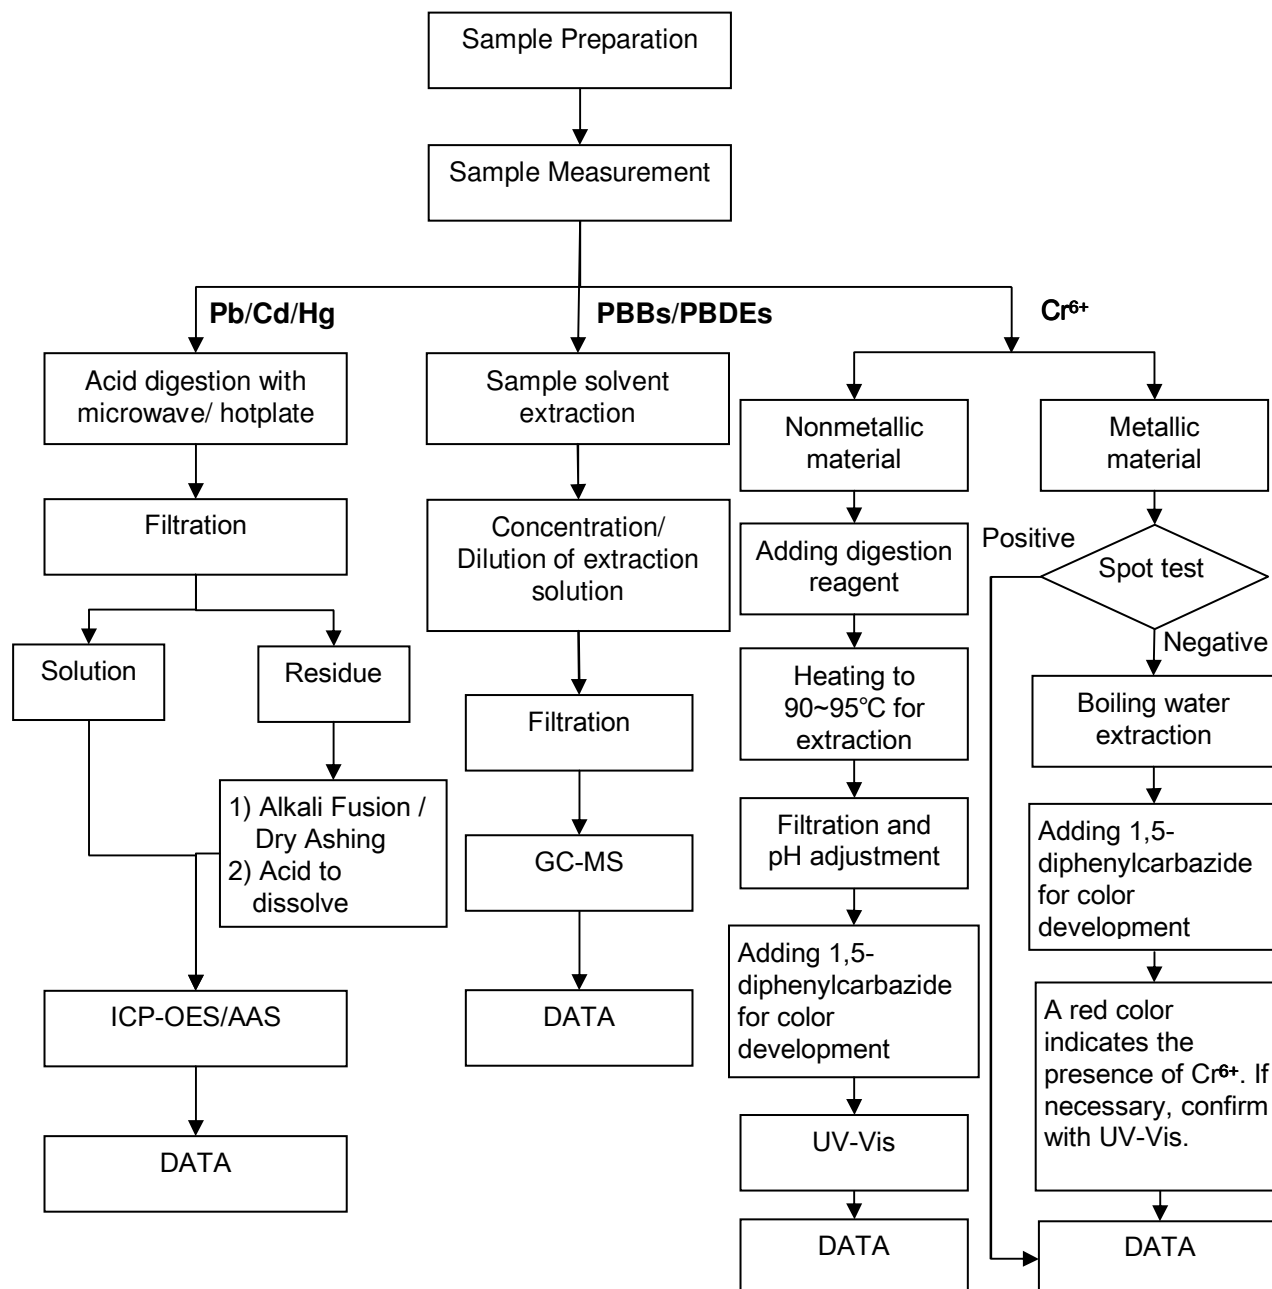 Sample Preparation
Sample Measurement
Pb/Cd/Hg
PBBs/PBDEs
Cr⁶⁺
Acid digestion with
microwave/ hotplate
Filtration
Solution
Residue
1) Alkali Fusion /
Dry Ashing
2) Acid to
dissolve
ICP-OES/AAS
DATA
Sample solvent
extraction
Concentration/
Dilution of extraction
solution
Filtration
GC-MS
DATA
Nonmetallic
material
Adding digestion
reagent
Heating to
90~95℃ for
extraction
Filtration and
pH adjustment
Adding 1,5-
diphenylcarbazide
for color
development
UV-Vis
DATA
Metallic
material
Positive
Spot test
Negative
Boiling water
extraction
Adding 1,5-
diphenylcarbazide
for color
development
A red color
indicates the
presence of Cr⁶⁺. If
necessary, confirm
with UV-Vis.
DATA